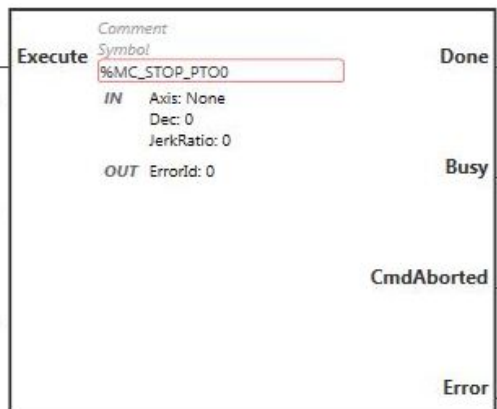 Comment
Execute Symbol Done
%MC_STOP_PTO0
IN Axis: None
Dec: 0
JerkRatio: 0
OUT ErrorId: 0
Busy
CmdAborted
Error